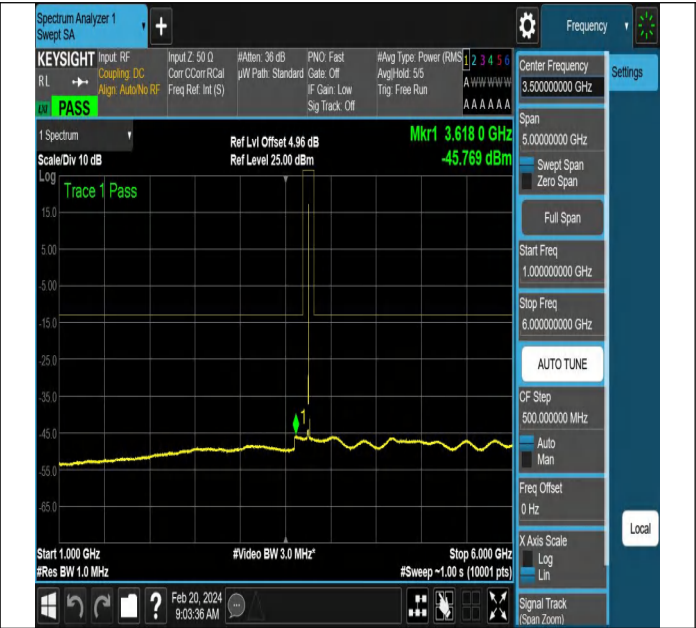 Spectrum Analyzer 1
Swept SA
+
Frequency
KEYSIGHT
RL
PASS
Input: RF
Coupling: DC
Align: Auto/No RF
Input Z: 50 Ω
Corr CCorr RCal
Freq Ref: Int (S)
#Atten: 36 dB
µW Path: Standard
PNO: Fast
Gate: Off
IF Gain: Low
Sig Track: Off
#Avg Type: Power (RMS
Avg|Hold: 5/5
Trig: Free Run
1 2 3 4 5 6
A W W W W W
A A A A A A
1 Spectrum
Scale/Div 10 dB
Ref Lvl Offset 4.96 dB
Ref Level 25.00 dBm
Mkr1 3.618 0 GHz
-45.769 dBm
Log
Trace 1 Pass
15.0
5.00
-5.00
-15.0
-25.0
-35.0
-45.0
-55.0
-65.0
1
Start 1.000 GHz
#Res BW 1.0 MHz
#Video BW 3.0 MHz*
Stop 6.000 GHz
#Sweep ~1.00 s (10001 pts)
?
Feb 20, 2024
9:03:36 AM
Center Frequency
3.500000000 GHz
Settings
Span
5.00000000 GHz
Swept Span
Zero Span
Full Span
Start Freq
1.000000000 GHz
Stop Freq
6.000000000 GHz
AUTO TUNE
CF Step
500.000000 MHz
Auto
Man
Freq Offset
0 Hz
X Axis Scale
Log
Lin
Local
Signal Track
(Span Zoom)